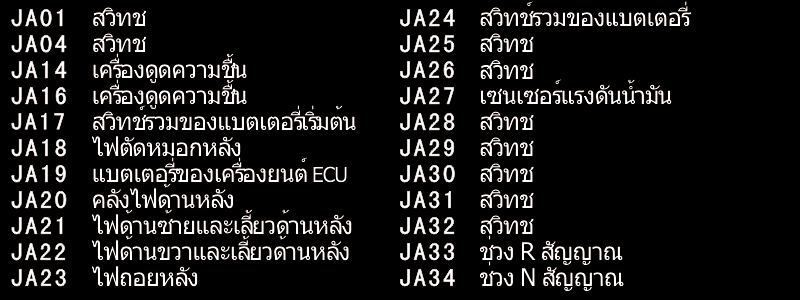 JA01 สวิทช
JA04 สวิทช
JA14 เครื่องดูดความชื้น
JA16 เครื่องดูดความชื้น
JA17 สวิทช์รวมของแบตเตอรี่เริ่มต้น
JA18 ไฟตัดหมอกหลัง
JA19 แบตเตอรี่ของเครื่องยนต์ ECU
JA20 คลังไฟด้านหลัง
JA21 ไฟด้านซ้ายและเลี้ยวด้านหลัง
JA22 ไฟด้านขวาและเลี้ยวด้านหลัง
JA23 ไฟถอยหลัง
JA24 สวิทช์รวมของแบตเตอรี่
JA25 สวิทช
JA26 สวิทช
JA27 เซนเซอร์แรงดันน้ำมัน
JA28 สวิทช
JA29 สวิทช
JA30 สวิทช
JA31 สวิทช
JA32 สวิทช
JA33 ช่วง R สัญญาณ
JA34 ช่วง N สัญญาณ